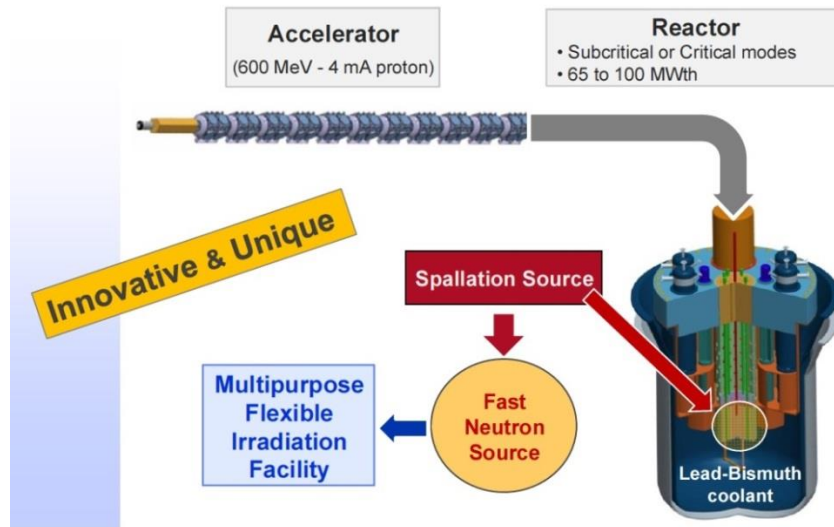 Accelerator
(600 MeV - 4 mA proton)
Reactor
• Subcritical or Critical modes
• 65 to 100 MWth
Innovative & Unique
Spallation Source
Multipurpose
Flexible
Irradiation
Facility
Fast
Neutron
Source
Lead-Bismuth
coolant